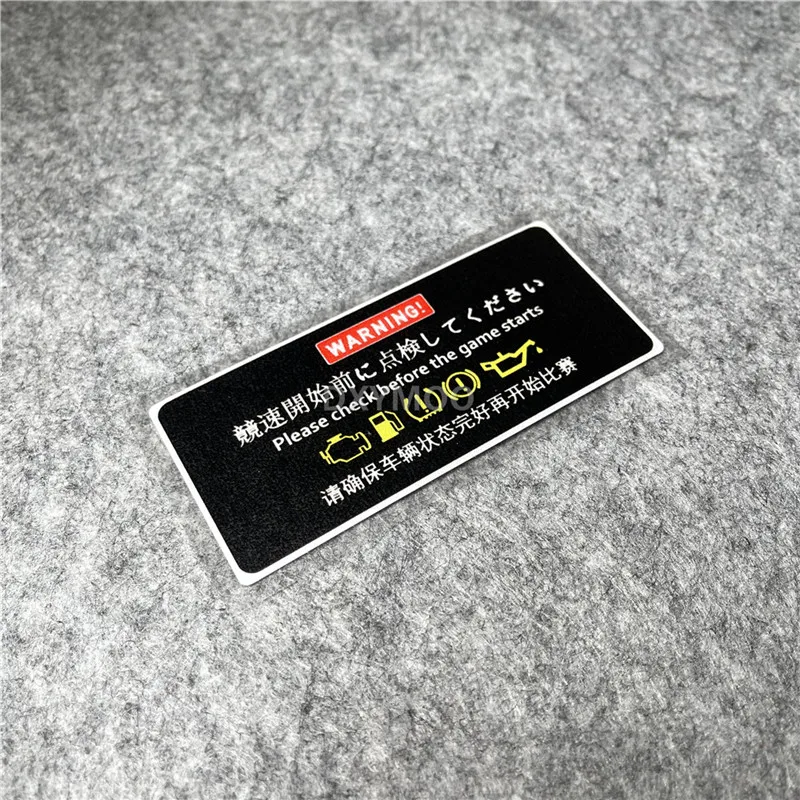 WARNING!
競速開始前に点検してください
Please check before the game starts
请确保车辆状态完好再开始比赛
DXYMOO